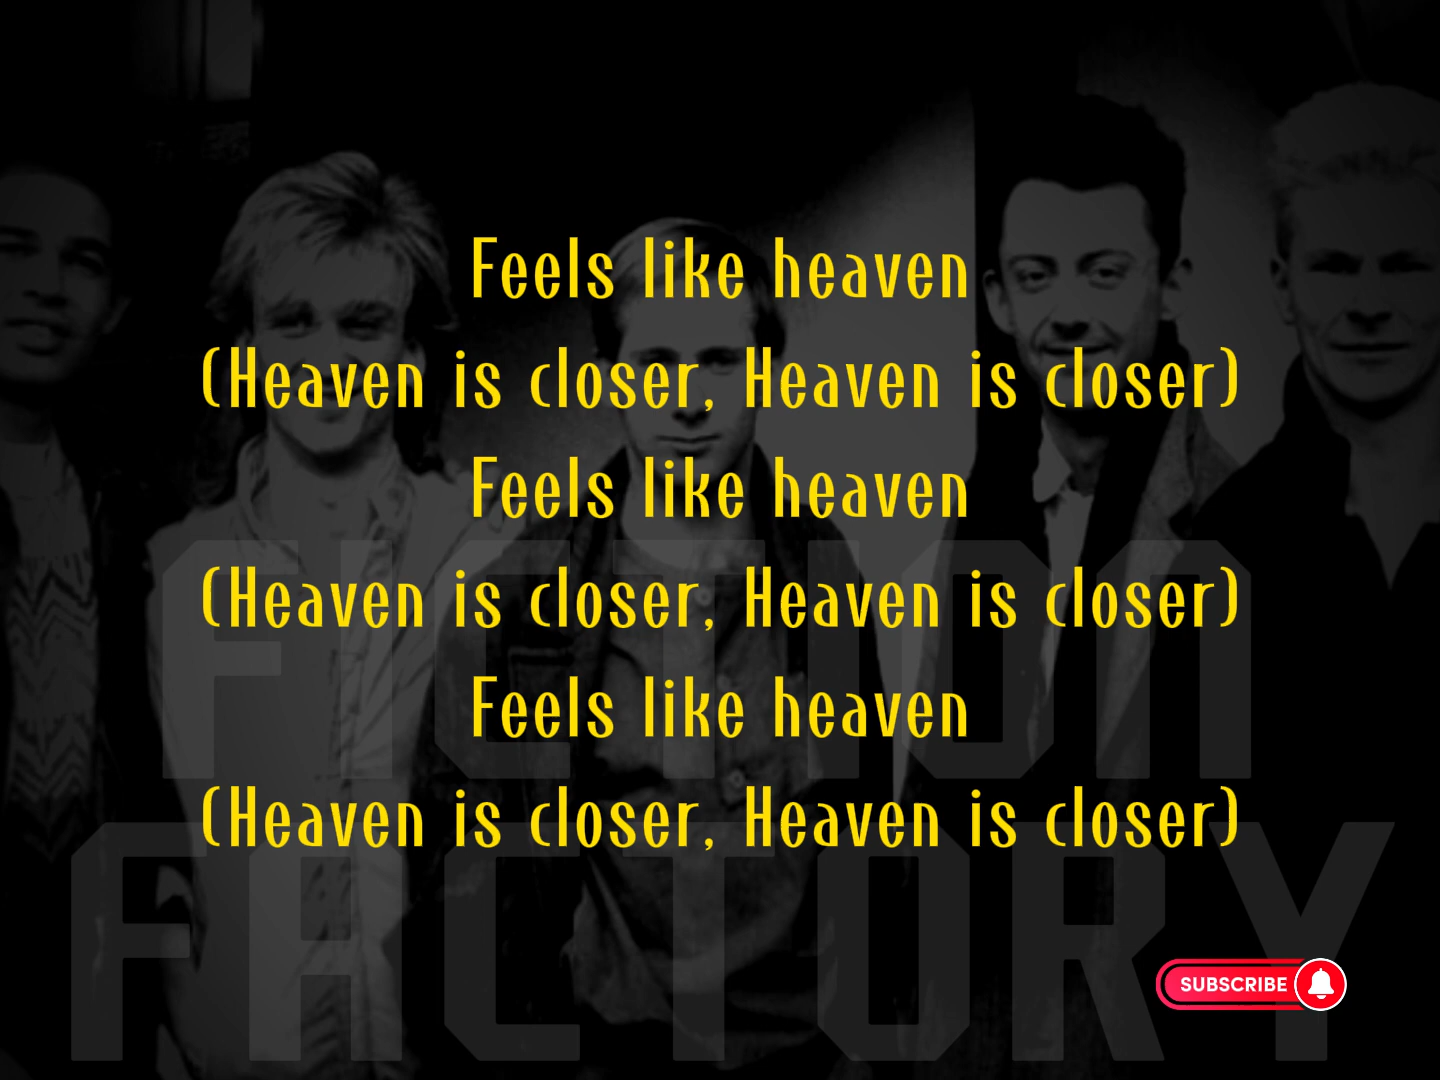 Feels like heaven
(Heaven is closer, Heaven is closer)
Feels like heaven
(Heaven is closer, Heaven is closer)
Feels like heaven
(Heaven is closer, Heaven is closer)
FICTION
FACTORY
SUBSCRIBE